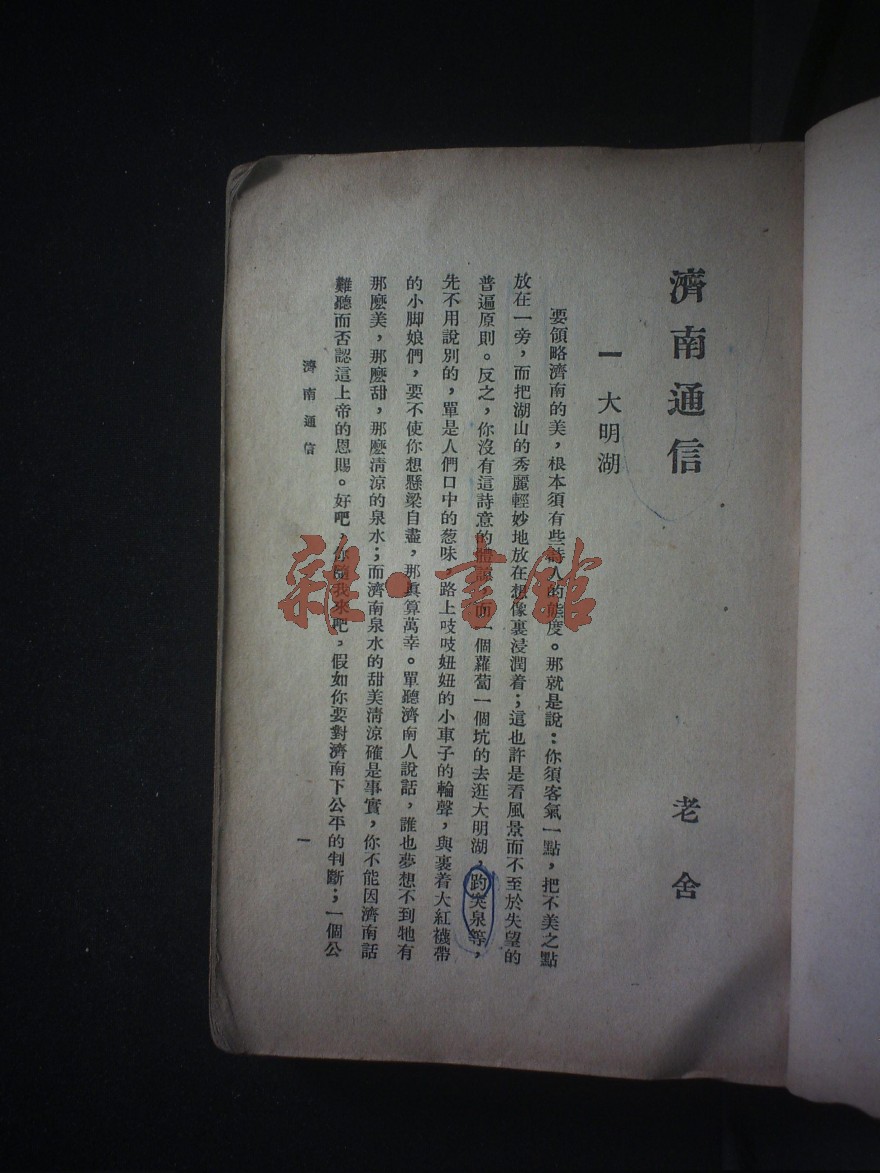 濟南通信
老舍
一 大明湖
要領略濟南的美，根本須有些詩人的態度。那就是說：你須客氣一點，把不美之點
放在一旁，而把湖山的秀麗輕妙地放在想像裏浸潤着；這也許是看風景而不至於失望的
普遍原則。反之，你沒有這詩意的體諒，而一個蘿蔔一個坑的去逛大明湖，趵突泉等，
先不用說別的，單是人們口中的葱味，路上吱吱妞妞的小車子的輪聲，與裹着大紅襪帶
的小脚娘們，要不使你想懸梁自盡，那眞算萬幸。單聽濟南人說話，誰也夢想不到牠有
那麽美，那麽甜，那麽淸涼的泉水；而濟南泉水的甜美淸涼確是事實，你不能因濟南話
難聽而否認這上帝的恩賜。好吧，你隨我來吧，假如你要對濟南下公平的判斷；一個公
濟南通信
一
雜·書館